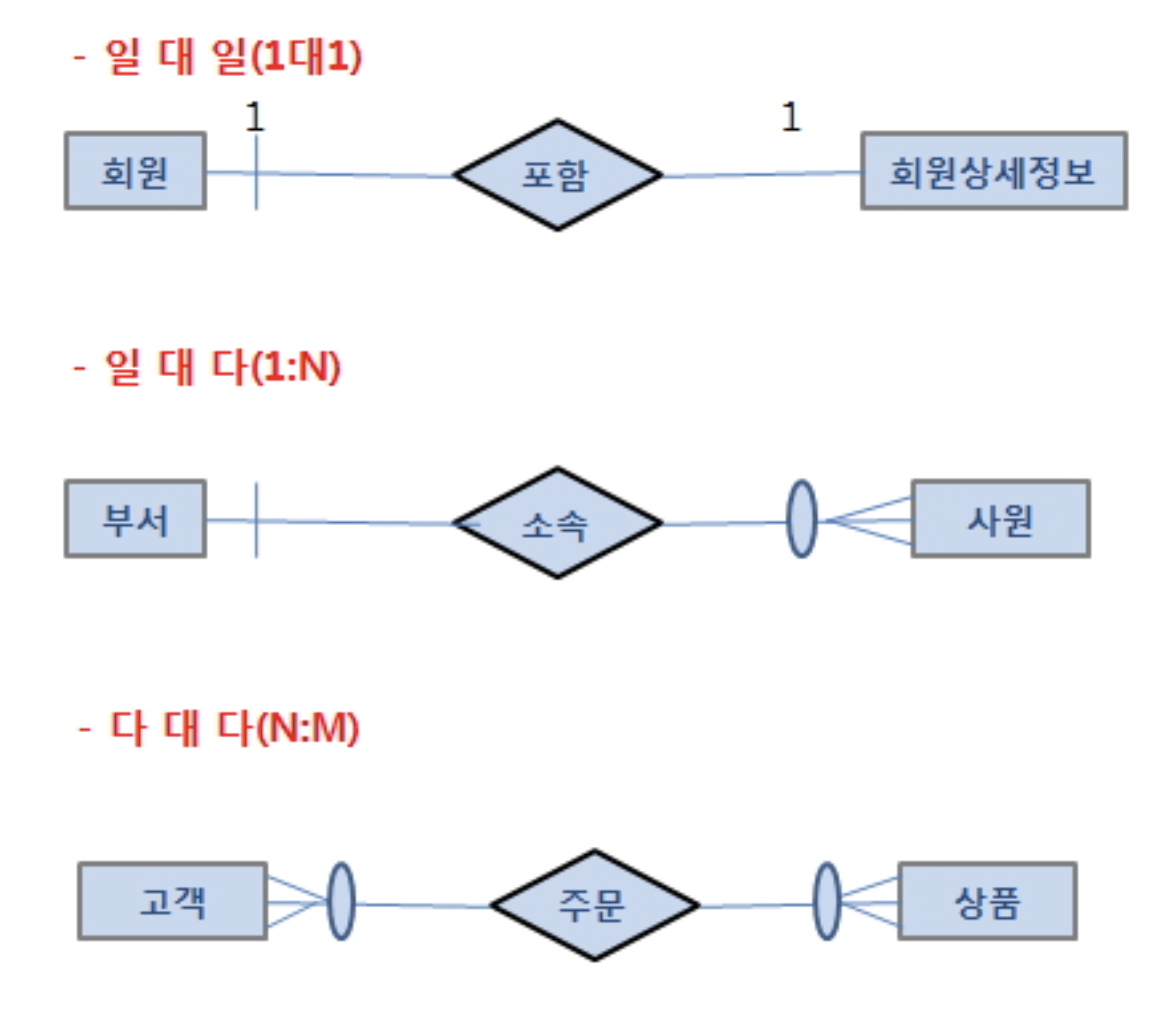 - 일 대 일(1대1)
1 1
회원 포함 회원상세정보
- 일 대 다(1:N)
부서 소속 사원
- 다 대 다(N:M)
고객 주문 상품